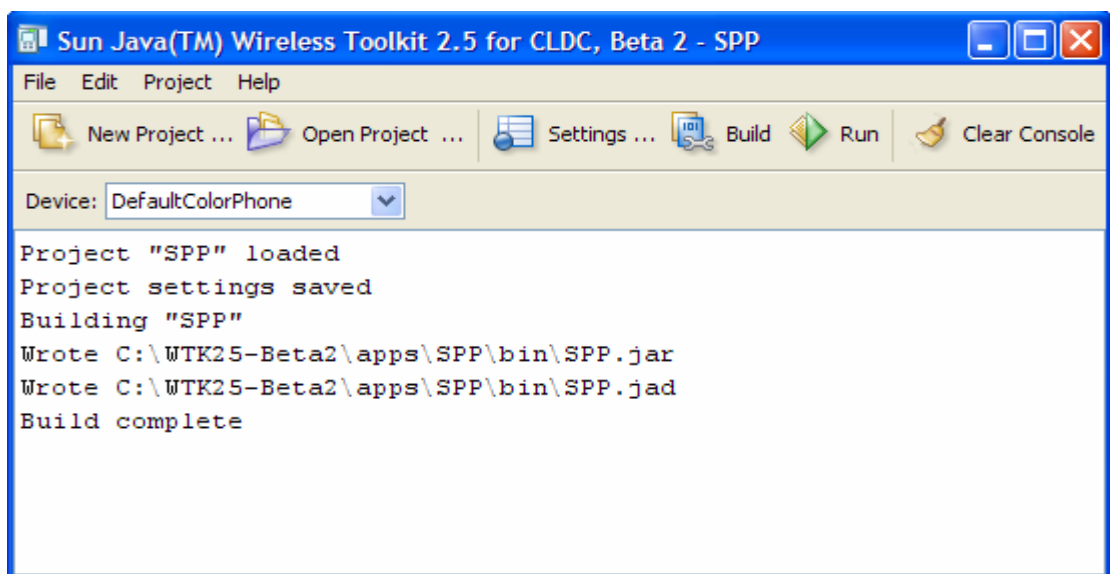 Sun Java(TM) Wireless Toolkit 2.5 for CLDC, Beta 2 - SPP
File Edit Project Help
New Project ... Open Project ... Settings ... Build Run Clear Console
Device: DefaultColorPhone
Project "SPP" loaded
Project settings saved
Building "SPP"
Wrote C:\WTK25-Beta2\apps\SPP\bin\SPP.jar
Wrote C:\WTK25-Beta2\apps\SPP\bin\SPP.jad
Build complete